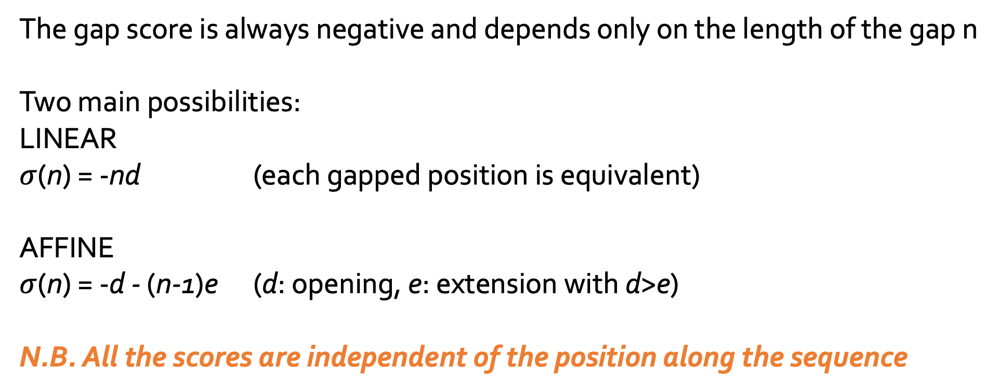 The gap score is always negative and depends only on the length of the gap n
Two main possibilities:
LINEAR
σ(n) = -nd (each gapped position is equivalent)
AFFINE
σ(n) = -d - (n-1)e (d: opening, e: extension with d>e)
N.B. All the scores are independent of the position along the sequence